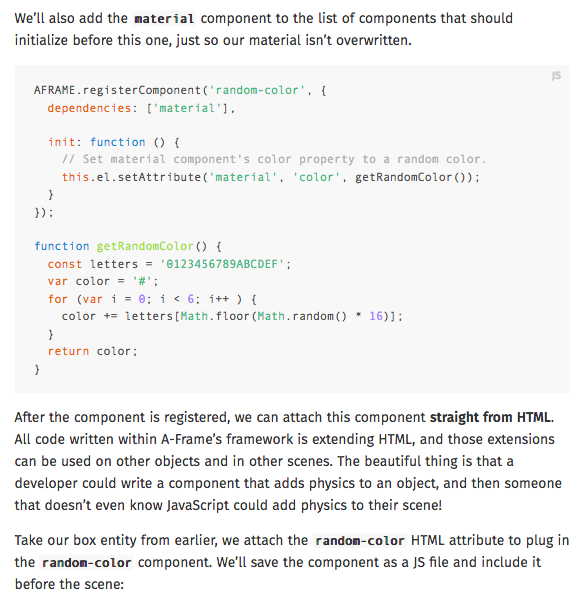 We'll also add the material component to the list of components that should
initialize before this one, just so our material isn't overwritten.
JS
AFRAME.registerComponent('random-color', {
  dependencies: ['material'],

  init: function () {
    // Set material component's color property to a random color.
    this.el.setAttribute('material', 'color', getRandomColor());
  }
});

function getRandomColor() {
  const letters = '0123456789ABCDEF';
  var color = '#';
  for (var i = 0; i < 6; i++ ) {
    color += letters[Math.floor(Math.random() * 16)];
  }
  return color;
}
After the component is registered, we can attach this component straight from HTML.
All code written within A-Frame's framework is extending HTML, and those extensions
can be used on other objects and in other scenes. The beautiful thing is that a
developer could write a component that adds physics to an object, and then someone
that doesn't even know JavaScript could add physics to their scene!
Take our box entity from earlier, we attach the random-color HTML attribute to plug in
the random-color component. We'll save the component as a JS file and include it
before the scene: